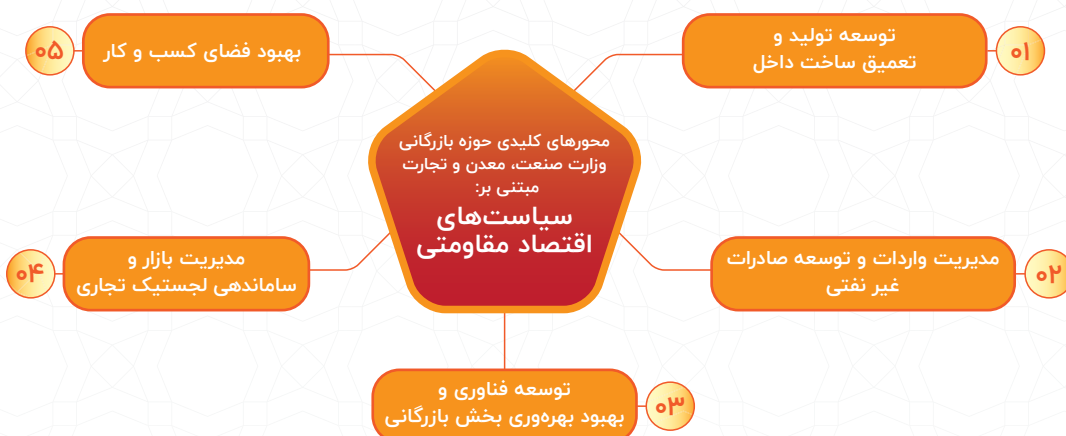 محورهای کلیدی حوزه بازرگانی
وزارت صنعت، معدن و تجارت
مبتنی بر:
سیاست‌های
اقتصاد مقاومتی
۰۱
توسعه تولید و
تعمیق ساخت داخل
۰۲
مدیریت واردات و توسعه صادرات
غیر نفتی
۰۳
توسعه فناوری و
بهبود بهره‌وری بخش بازرگانی
۰۴
مدیریت بازار و
ساماندهی لجستیک تجاری
۰۵
بهبود فضای کسب و کار